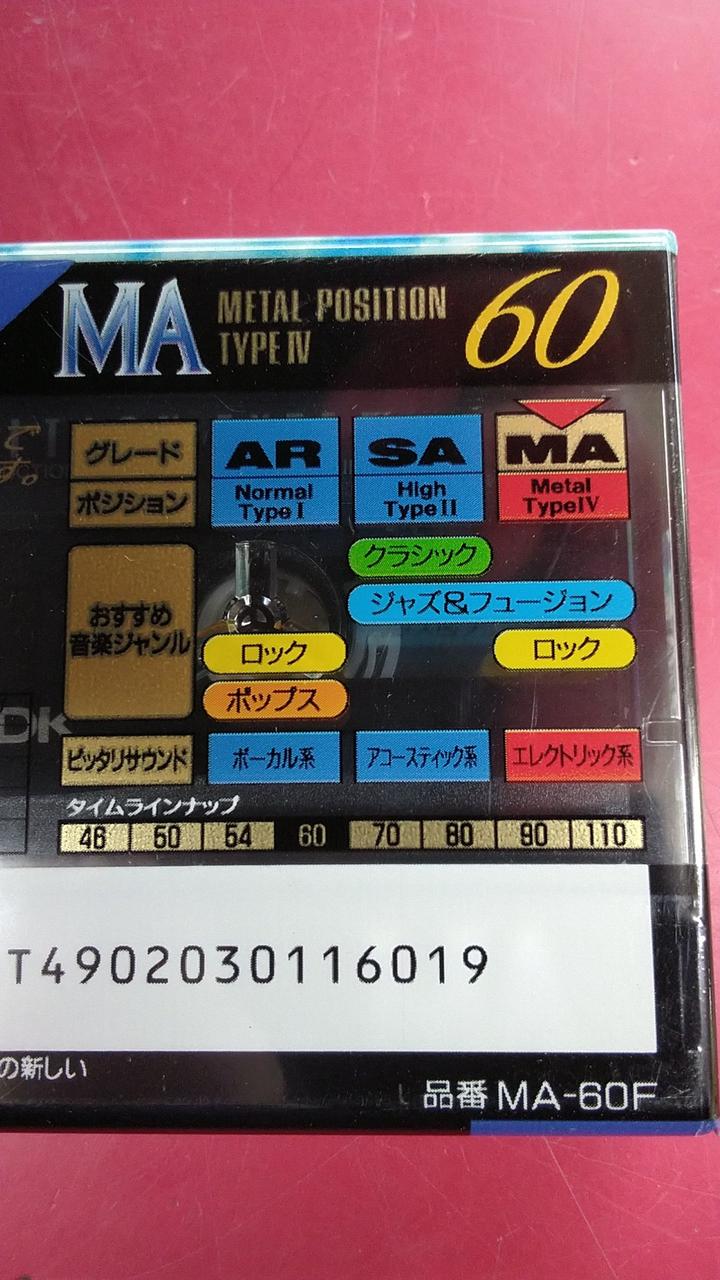 MA METAL POSITION TYPE IV 60
グレード AR SA MA
ポジション Normal TypeⅠ High TypeⅡ Metal TypeⅣ
クラシック
ジャズ&フュージョン
おすすめ音楽ジャンル
ロック ロック
ポップス
DK
ピッタリサウンド ボーカル系 アコースティック系 エレクトリック系
タイムラインナップ
46 50 54 60 70 80 90 110
T4902030116019
の新しい
品番 MA-60F